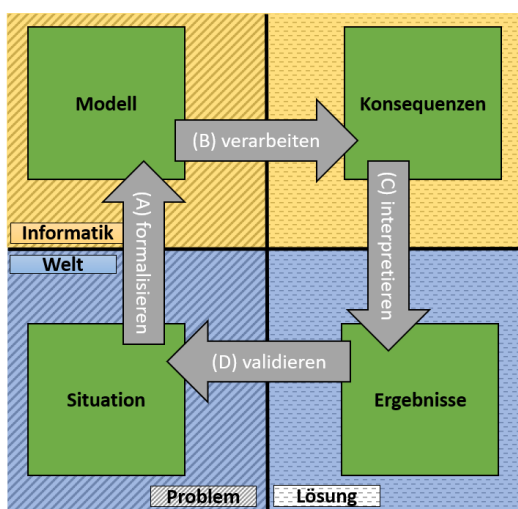 Modell
Konsequenzen
(B) verarbeiten
(A) formalisieren
(C) interpretieren
Informatik
Welt
(D) validieren
Situation
Ergebnisse
Problem
Lösung